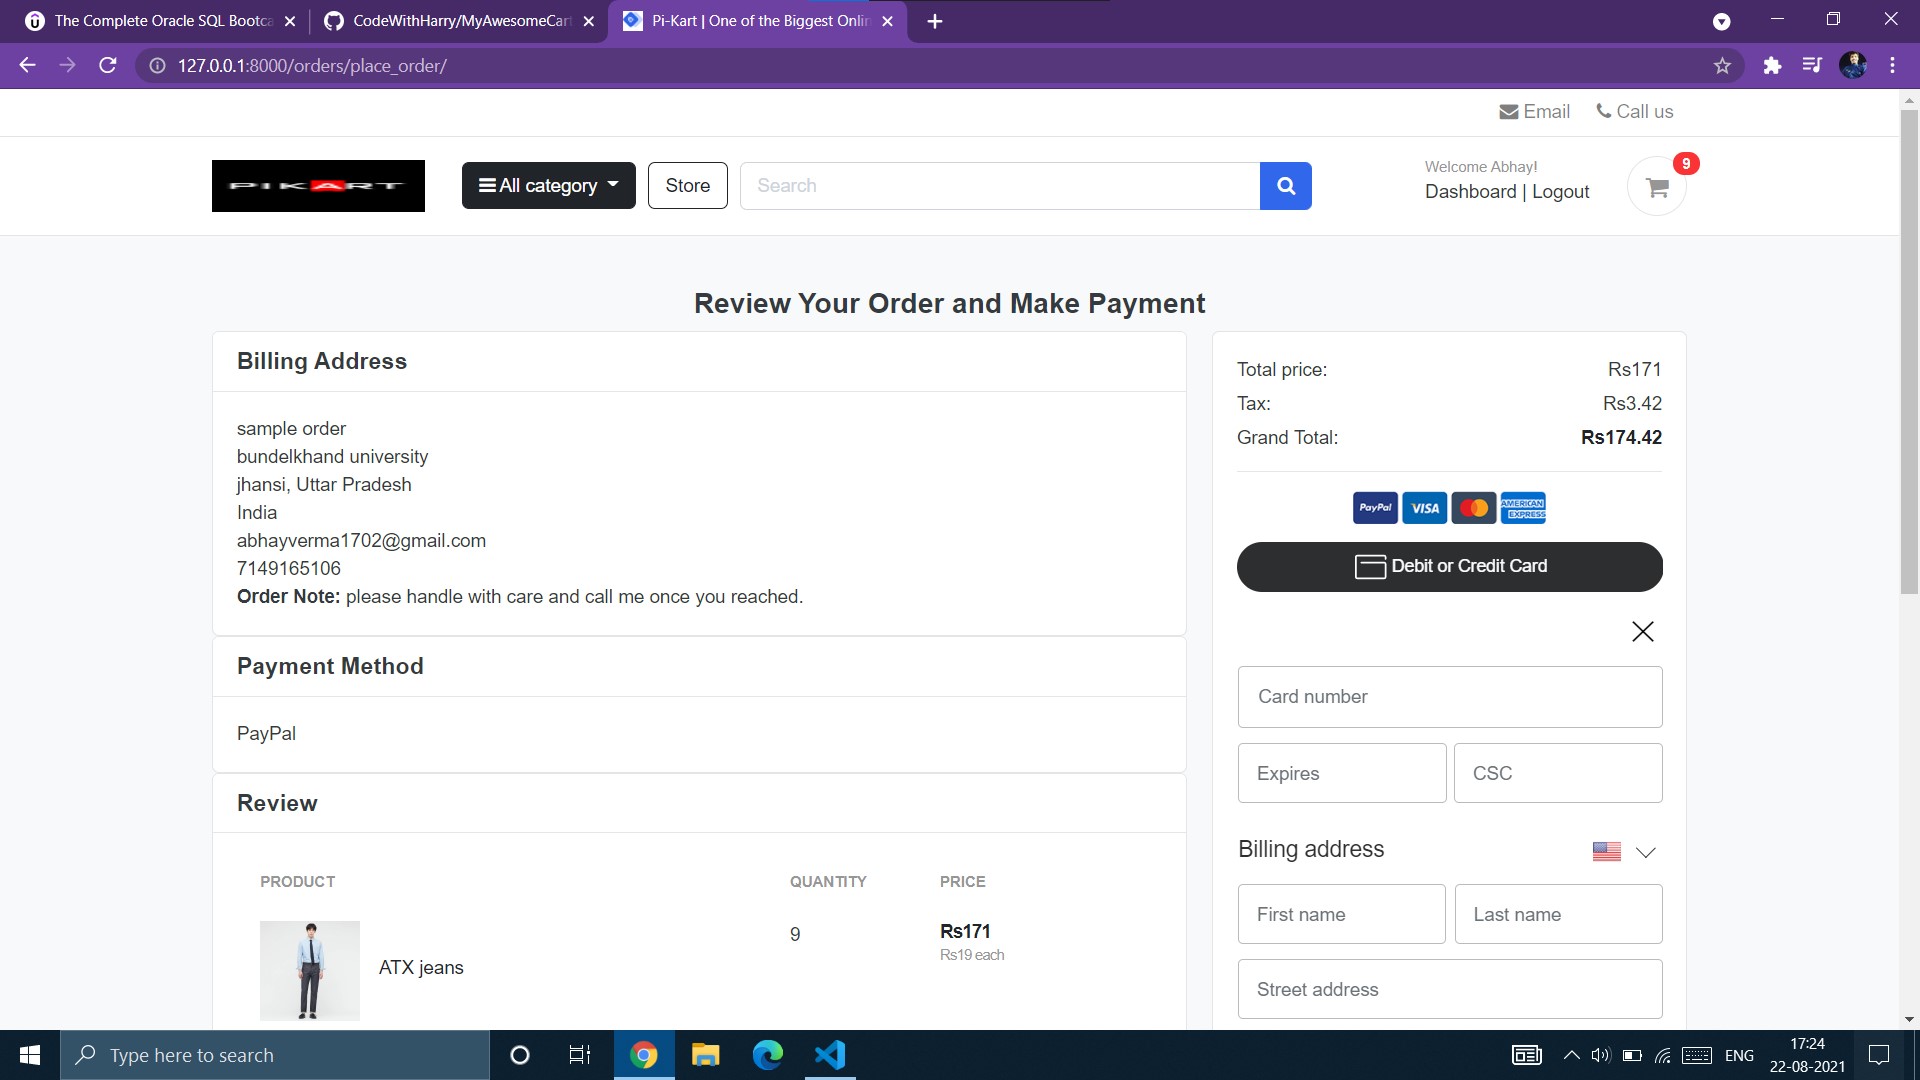 The Complete Oracle SQL Bootca
CodeWithHarry/MyAwesomeCart
Pi-Kart | One of the Biggest Onlin
127.0.0.1:8000/orders/place_order/
Email
Call us
PIKART
All category
Store
Search
Welcome Abhay!
Dashboard | Logout
9
Review Your Order and Make Payment
Billing Address
sample order
bundelkhand university
jhansi, Uttar Pradesh
India
abhayverma1702@gmail.com
7149165106
Order Note: please handle with care and call me once you reached.
Payment Method
PayPal
Review
PRODUCT QUANTITY PRICE
ATX jeans
9
Rs171
Rs19 each
Total price: Rs171
Tax: Rs3.42
Grand Total: Rs174.42
PayPal VISA AMERICAN EXPRESS
Debit or Credit Card
Card number
Expires CSC
Billing address
First name Last name
Street address
Type here to search
ENG
17:24
22-08-2021